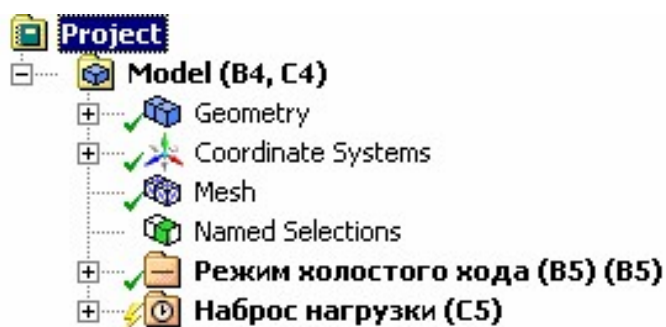 Project
Model (B4, C4)
Geometry
Coordinate Systems
Mesh
Named Selections
Режим холостого хода (B5) (B5)
Наброс нагрузки (C5)